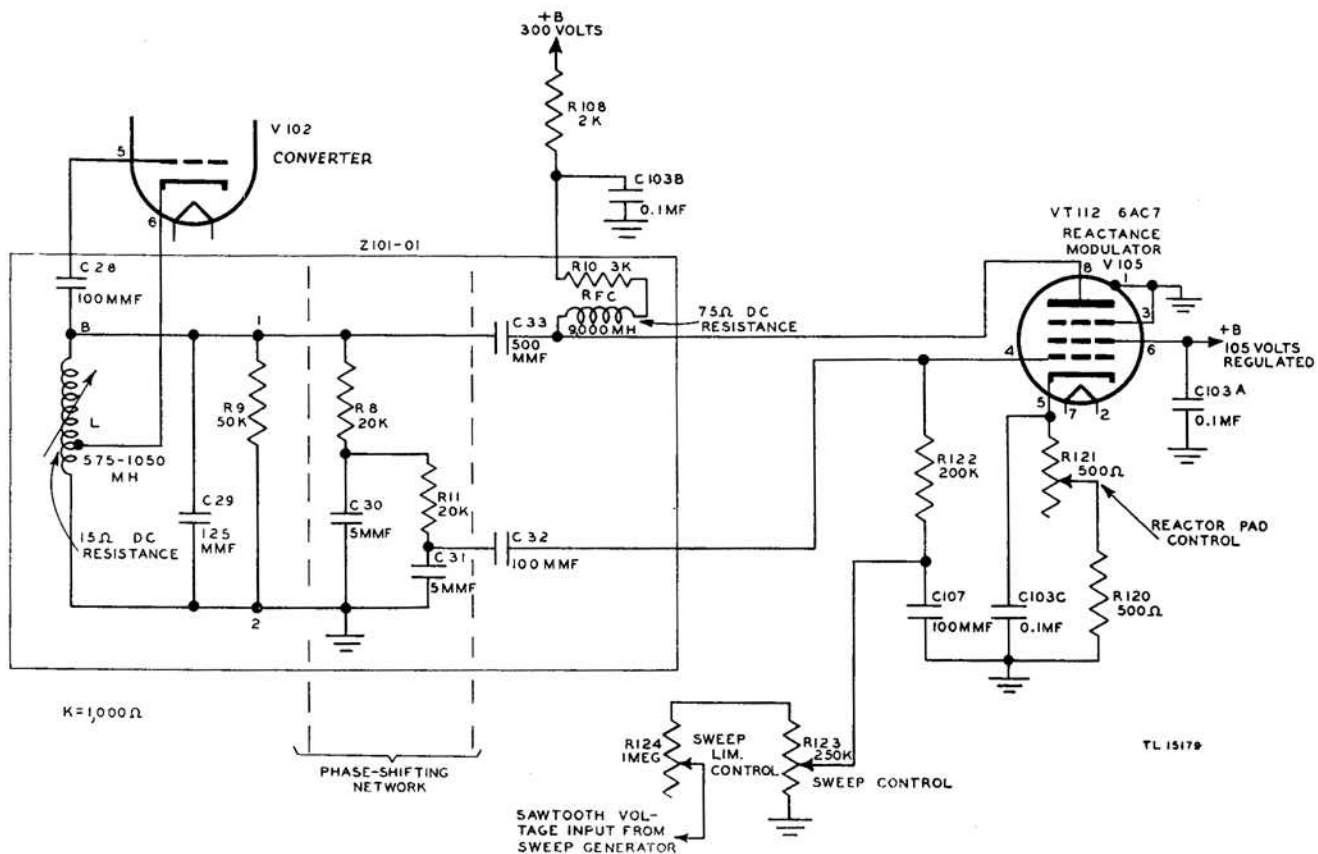 +B
300 VOLTS
R108
2K
V102
CONVERTER
5
6
C103B
0.1MF
Z101-01
R10 3K
RFC
9,000MH
75Ω DC
RESISTANCE
VT112 6AC7
REACTANCE
MODULATOR
V105
8
1
3
6
4
5
7
2
+B
105 VOLTS
REGULATED
C103A
0.1MF
C28
100MMF
B
1
C33
500
MMF
L
575-1050
MH
15Ω DC
RESISTANCE
C29
125
MMF
R9
50K
R8
20K
C30
5MMF
R11
20K
C31
5MMF
C32
100MMF
2
R122
200K
R121
500Ω
REACTOR PAD
CONTROL
R120
500Ω
C107
100MMF
C103C
0.1MF
K=1,000Ω
PHASE-SHIFTING
NETWORK
R124
1MEG
SWEEP
LIM.
CONTROL
R123
250K
SWEEP CONTROL
SAWTOOTH VOL-
TAGE INPUT FROM
SWEEP GENERATOR
TL 15179